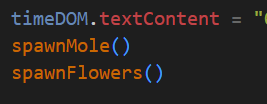 timeDOM.textContent = "
spawnMole()
spawnFlowers()